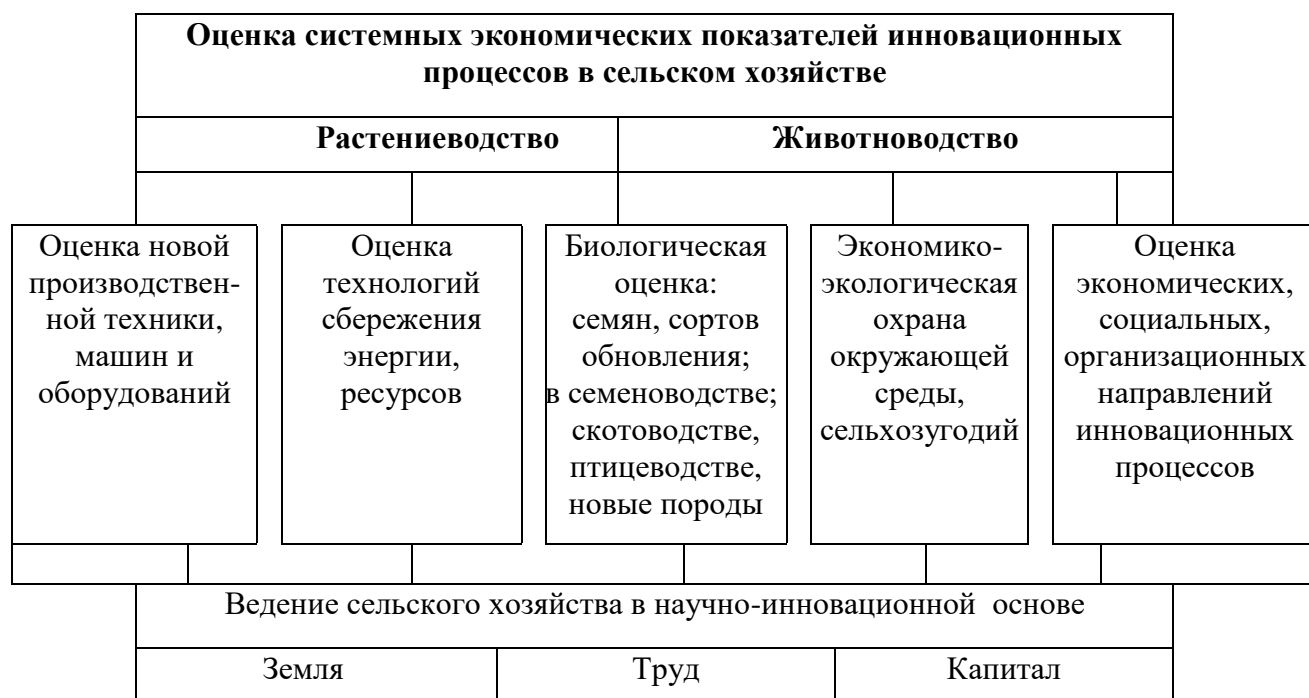 Оценка системных экономических показателей инновационных
процессов в сельском хозяйстве
Растениеводство
Животноводство
Оценка новой
производствен-
ной техники,
машин и
оборудований
Оценка
технологий
сбережения
энергии,
ресурсов
Биологическая
оценка:
семян, сортов
обновления;
в семеноводстве;
скотоводстве,
птицеводстве,
новые породы
Экономико-
экологическая
охрана
окружающей
среды,
сельхозугодий
Оценка
экономических,
социальных,
организационных
направлений
инновационных
процессов
Ведение сельского хозяйства в научно-инновационной основе
Земля
Труд
Капитал